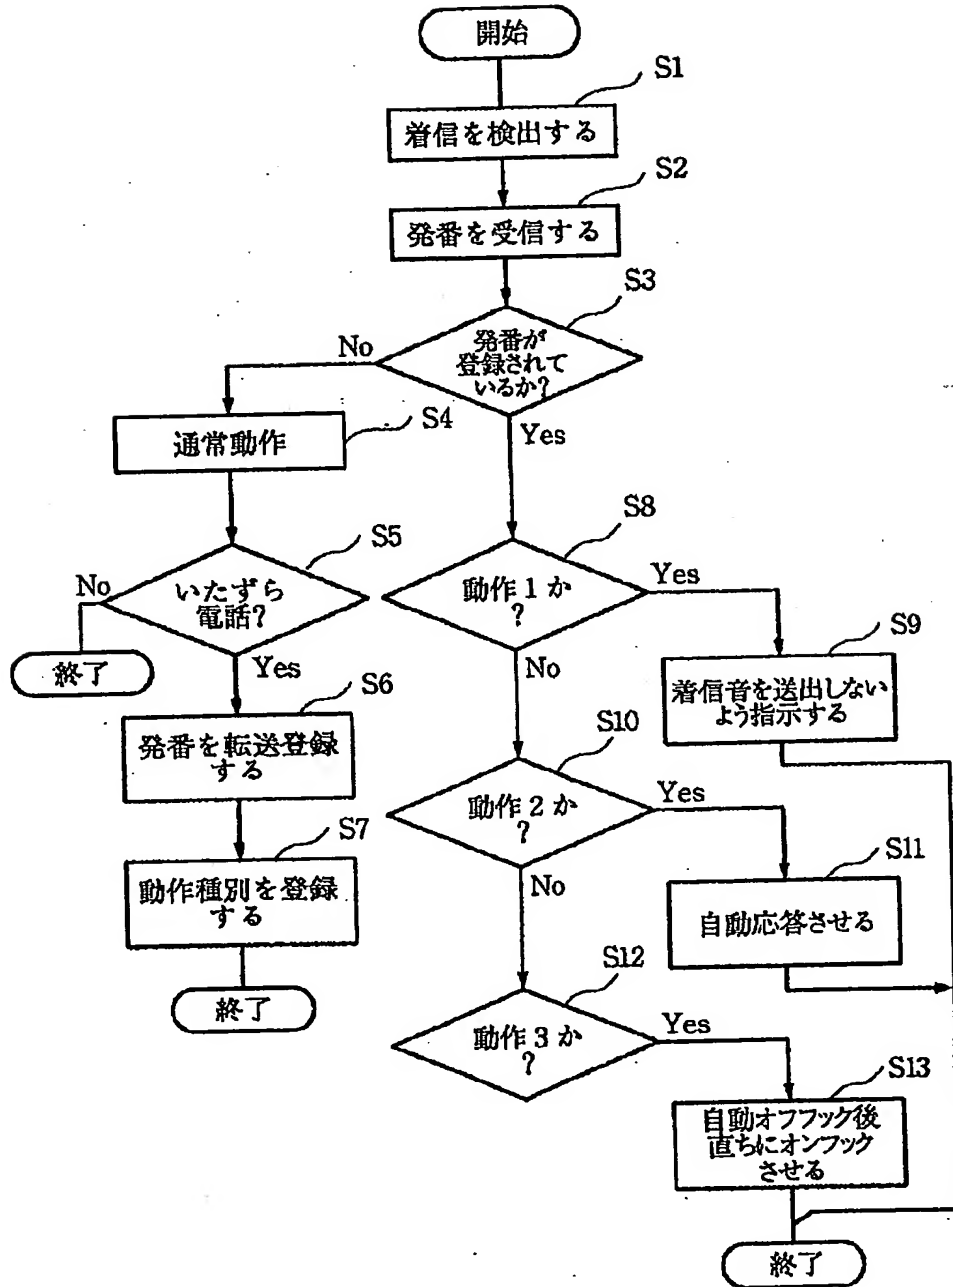 開始
S1
着信を検出する
S2
発番を受信する
S3
発番が
登録されて
いるか?
No
Yes
S4
通常動作
S5
いたずら
電話?
No
終了
Yes
S6
発番を転送登録
する
S7
動作種別を登録
する
終了
S8
動作1か
?
Yes
No
S9
着信音を送出しない
よう指示する
S10
動作2か
?
Yes
No
S11
自動応答させる
S12
動作3か
?
Yes
S13
自動オフフック後
直ちにオンフック
させる
終了